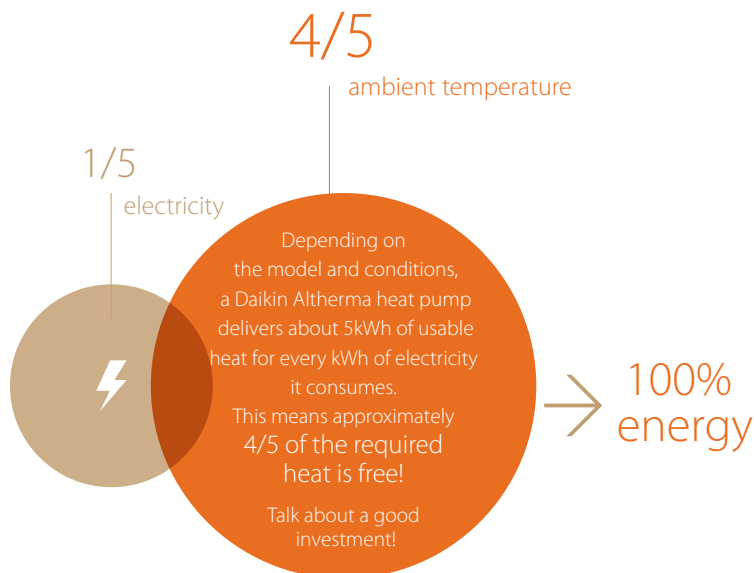 4/5
ambient temperature
1/5
electricity
Depending on
the model and conditions,
a Daikin Altherma heat pump
delivers about 5kWh of usable
heat for every kWh of electricity
it consumes.
This means approximately
4/5 of the required
heat is free!
Talk about a good
investment!
100%
energy